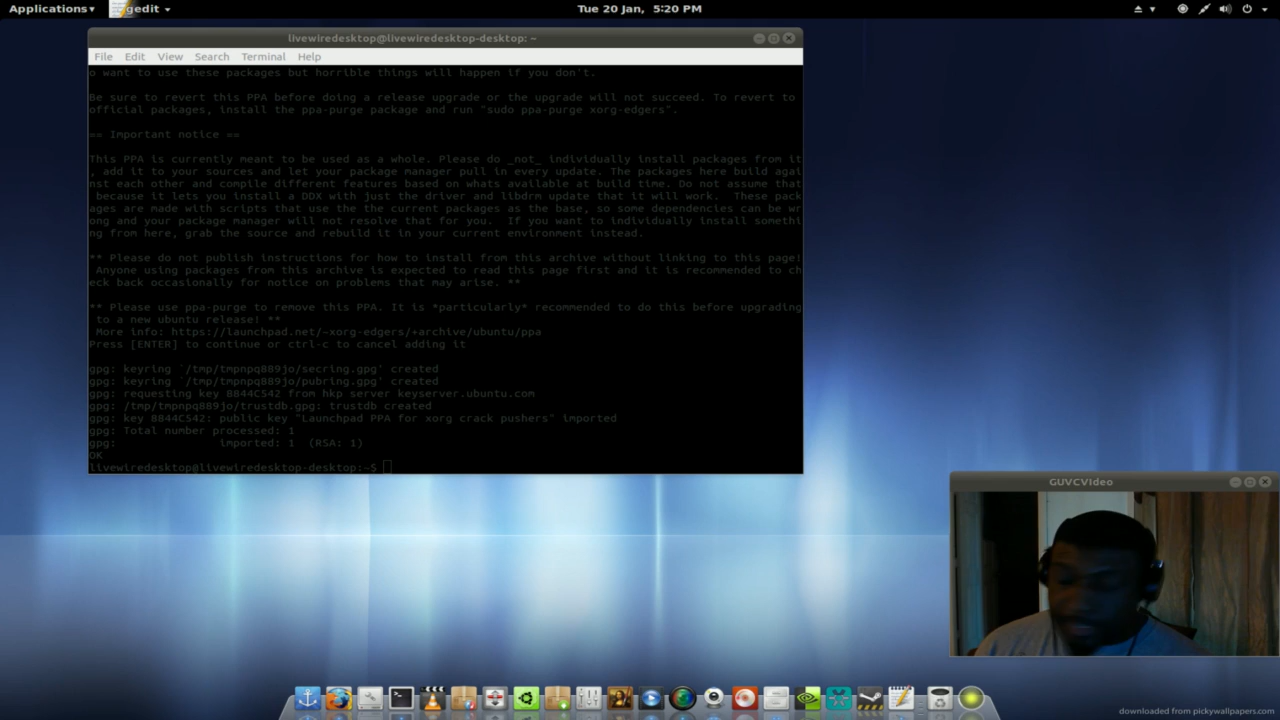 Applications▾ gedit ▾ Tue 20 Jan, 5:20 PM
livewiredesktop@livewiredesktop-desktop: ~
File Edit View Search Terminal Help
o want to use these packages but horrible things will happen if you don't.
Be sure to revert this PPA before doing a release upgrade or the upgrade will not succeed. To revert to
official packages, install the ppa-purge package and run "sudo ppa-purge xorg-edgers".
== Important notice ==
This PPA is currently meant to be used as a whole. Please do _not_ individually install packages from it
, add it to your sources and let your package manager pull in every update. The packages here build agai
nst each other and compile different features based on whats available at build time. Do not assume that
because it lets you install a DDX with just the driver and libdrm update that it will work.  These pack
ages are made with scripts that use the the current packages as the base, so some dependencies can be wr
ong and your package manager will not resolve that for you.  If you want to individually install somethi
ng from here, grab the source and rebuild it in your current environment instead.
** Please do not publish instructions for how to install from this archive without linking to this page!
Anyone using packages from this archive is expected to read this page first and it is recommended to ch
eck back occasionally for notice on problems that may arise. **
** Please use ppa-purge to remove this PPA. It is *particularly* recommended to do this before upgrading
to a new ubuntu release! **
More info: https://launchpad.net/~xorg-edgers/+archive/ubuntu/ppa
Press [ENTER] to continue or ctrl-c to cancel adding it
gpg: keyring `/tmp/tmpnpq889jo/secring.gpg' created
gpg: keyring `/tmp/tmpnpq889jo/pubring.gpg' created
gpg: requesting key 8844C542 from hkp server keyserver.ubuntu.com
gpg: /tmp/tmpnpq889jo/trustdb.gpg: trustdb created
gpg: key 8844C542: public key "Launchpad PPA for xorg crack pushers" imported
gpg: Total number processed: 1
gpg:               imported: 1  (RSA: 1)
OK
livewiredesktop@livewiredesktop-desktop:~$
GUVCVideo
downloaded from pickywallpapers.com